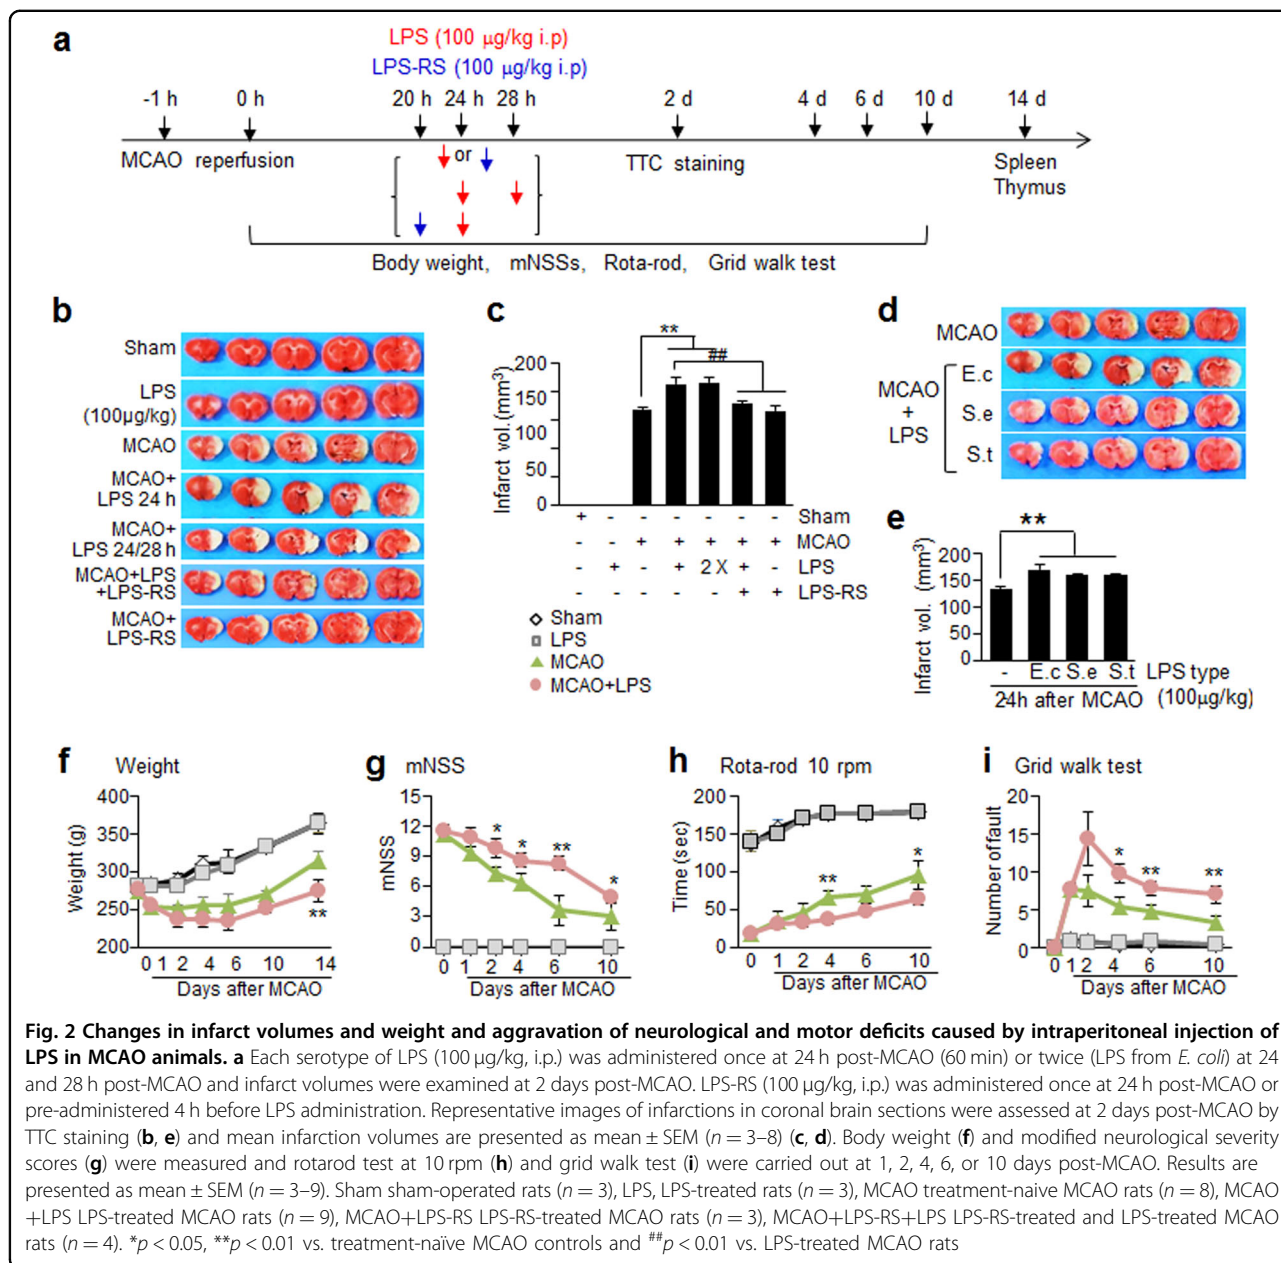 a
LPS (100 µg/kg i.p)
LPS-RS (100 µg/kg i.p)
-1 h 0 h 20 h 24 h 28 h 2 d 4 d 6 d 10 d 14 d
MCAO reperfusion or TTC staining Spleen
Thymus
Body weight, mNSSs, Rota-rod, Grid walk test
b
Sham
LPS
(100µg/kg)
MCAO
MCAO+
LPS 24 h
MCAO+
LPS 24/28 h
MCAO+LPS
+LPS-RS
MCAO+
LPS-RS
c
Infarct vol.(mm³)
200
150
100
50
0
**
##
+ - - - - - - Sham
- - + + + + + MCAO
- + - + 2 X + - LPS
- - - - - + + LPS-RS
d
MCAO
MCAO
+
LPS
E.c
S.e
S.t
e
Infarct vol. (mm³)
200
150
100
50
0
**
- E.c S.e S.t LPS type
24h after MCAO (100µg/kg)
Sham
LPS
MCAO
MCAO+LPS
f Weight
Weight (g)
400
350
300
250
200
**
0 1 2 4 6 10 14
Days after MCAO
g mNSS
mNSS
15
12
9
6
3
0
* * ** *
0 1 2 4 6 10
Days after MCAO
h Rota-rod 10 rpm
Time (sec)
200
150
100
50
0
** *
0 1 2 4 6 10
Days after MCAO
i Grid walk test
Number of fault
20
15
10
5
0
* ** **
0 1 2 4 6 10
Days after MCAO
Fig. 2 Changes in infarct volumes and weight and aggravation of neurological and motor deficits caused by intraperitoneal injection of
LPS in MCAO animals. a Each serotype of LPS (100 µg/kg, i.p.) was administered once at 24 h post-MCAO (60 min) or twice (LPS from E. coli) at 24
and 28 h post-MCAO and infarct volumes were examined at 2 days post-MCAO. LPS-RS (100 µg/kg, i.p.) was administered once at 24 h post-MCAO or
pre-administered 4 h before LPS administration. Representative images of infarctions in coronal brain sections were assessed at 2 days post-MCAO by
TTC staining (b, e) and mean infarction volumes are presented as mean ± SEM (n = 3–8) (c, d). Body weight (f) and modified neurological severity
scores (g) were measured and rotarod test at 10 rpm (h) and grid walk test (i) were carried out at 1, 2, 4, 6, or 10 days post-MCAO. Results are
presented as mean ± SEM (n = 3–9). Sham sham-operated rats (n = 3), LPS, LPS-treated rats (n = 3), MCAO treatment-naive MCAO rats (n = 8), MCAO
+LPS LPS-treated MCAO rats (n = 9), MCAO+LPS-RS LPS-RS-treated MCAO rats (n = 3), MCAO+LPS-RS+LPS LPS-RS-treated and LPS-treated MCAO
rats (n = 4). *p < 0.05, **p < 0.01 vs. treatment-naïve MCAO controls and ##p < 0.01 vs. LPS-treated MCAO rats